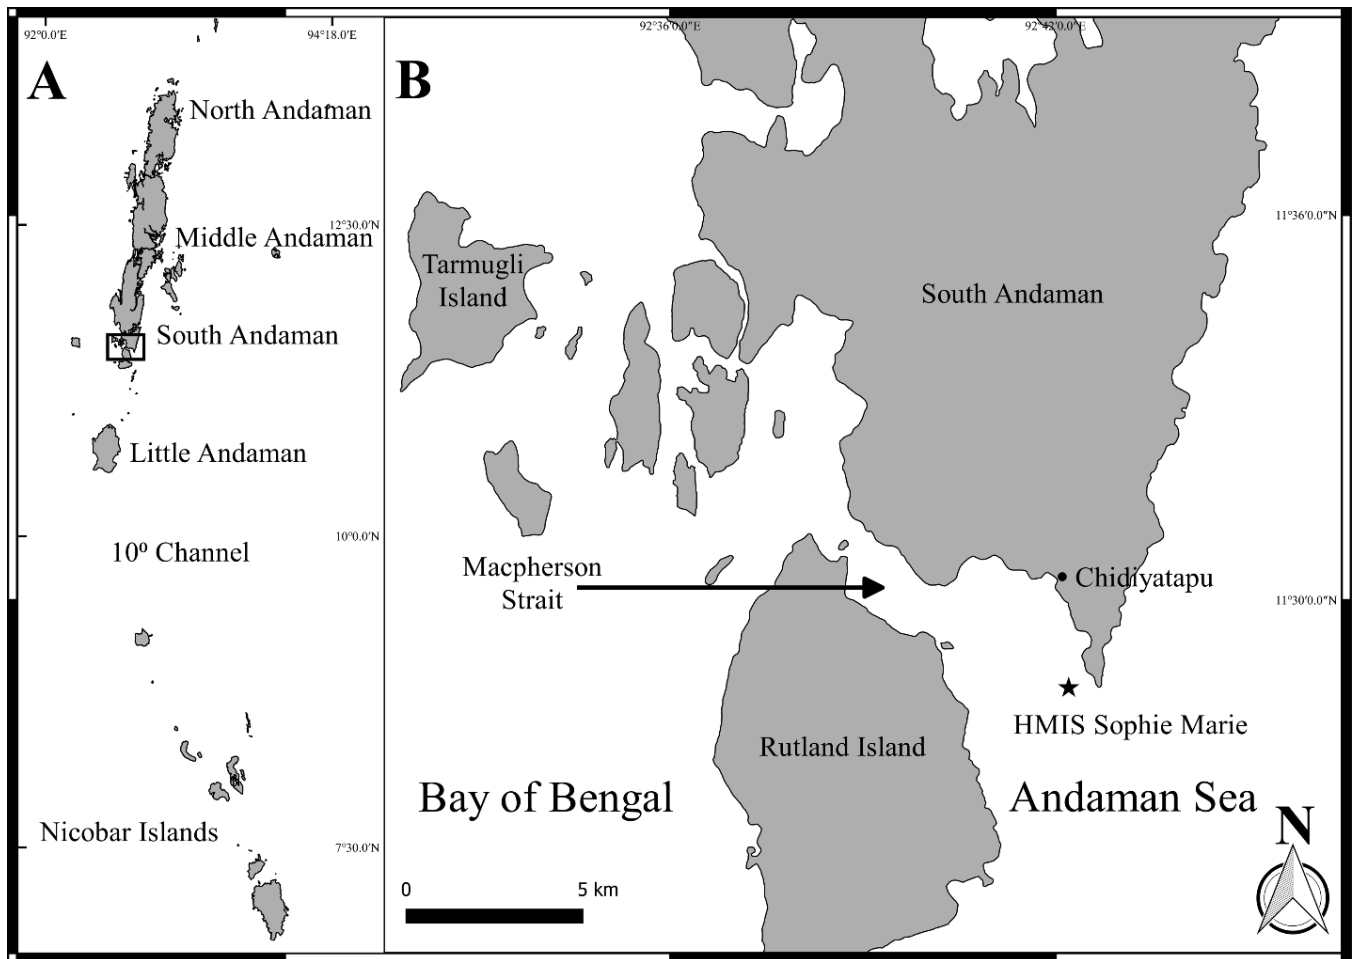 92°0.0'E
94°18.0'E
A
North Andaman
12°30.0'N
Middle Andaman
South Andaman
Little Andaman
10°0.0'N
10º Channel
Nicobar Islands
7°30.0'N
92°36'0.0"E
92°42'0.0"E
B
11°36'0.0"N
Tarmugli
Island
South Andaman
Macpherson
Strait
Chidiyatapu
11°30'0.0"N
HMIS Sophie Marie
Rutland Island
Bay of Bengal
Andaman Sea
N
0
5 km